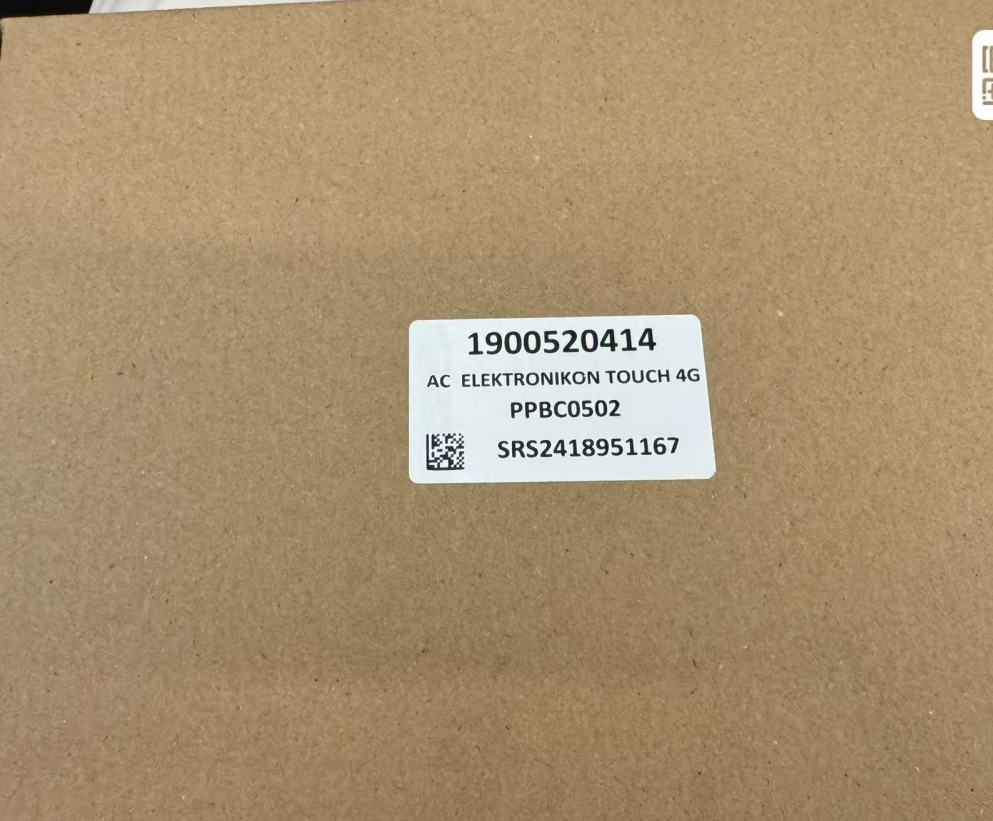 1900520414
AC ELEKTRONIKON TOUCH 4G
PPBC0502
SRS2418951167